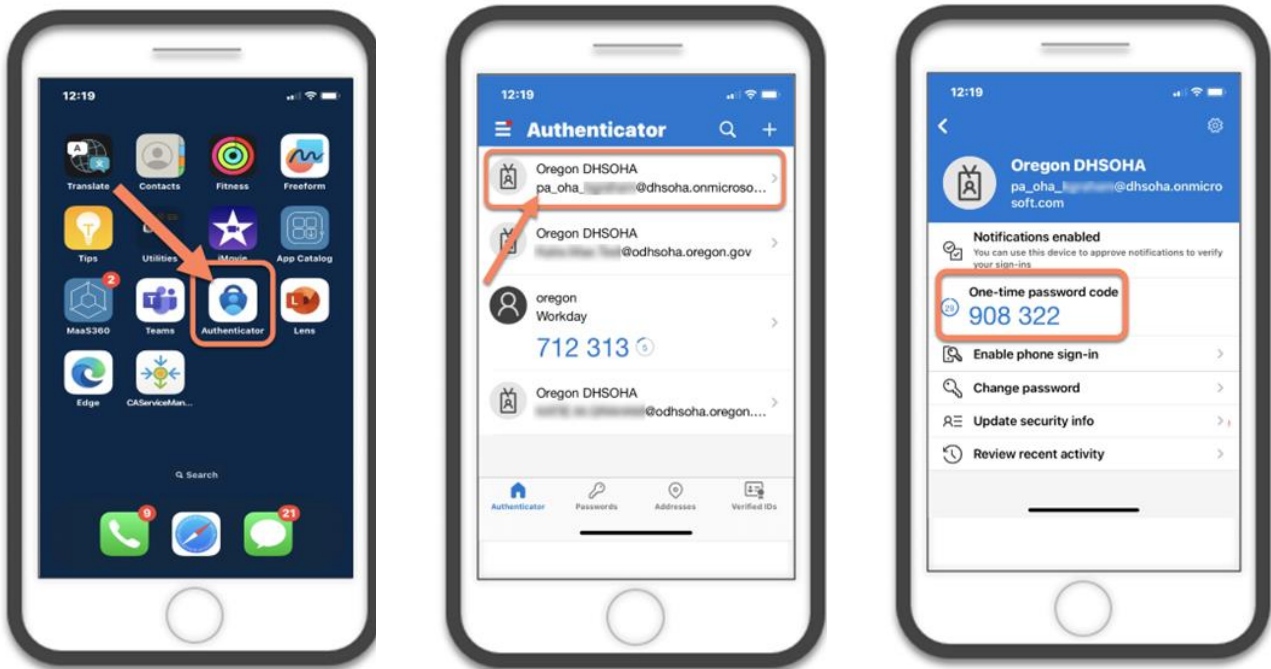 12:19
Translate Contacts Fitness Freeform
Tips Utilities iMovie App Catalog
2
MaaS360 Teams Authenticator Lens
Edge CAServiceMan...
Search
9 21
12:19
Authenticator
Oregon DHSOHA
pa_oha_ @dhsoha.onmicroso...
Oregon DHSOHA
@odhsoha.oregon.gov
oregon
Workday
712 313 5
Oregon DHSOHA
@odhsoha.oregon....
Authenticator Passwords Addresses Verified IDs
12:19
Oregon DHSOHA
pa_oha_ @dhsoha.onmicro
soft.com
Notifications enabled
You can use this device to approve notifications to verify
your sign-ins
One-time password code
29 908 322
Enable phone sign-in
Change password
Update security info
Review recent activity